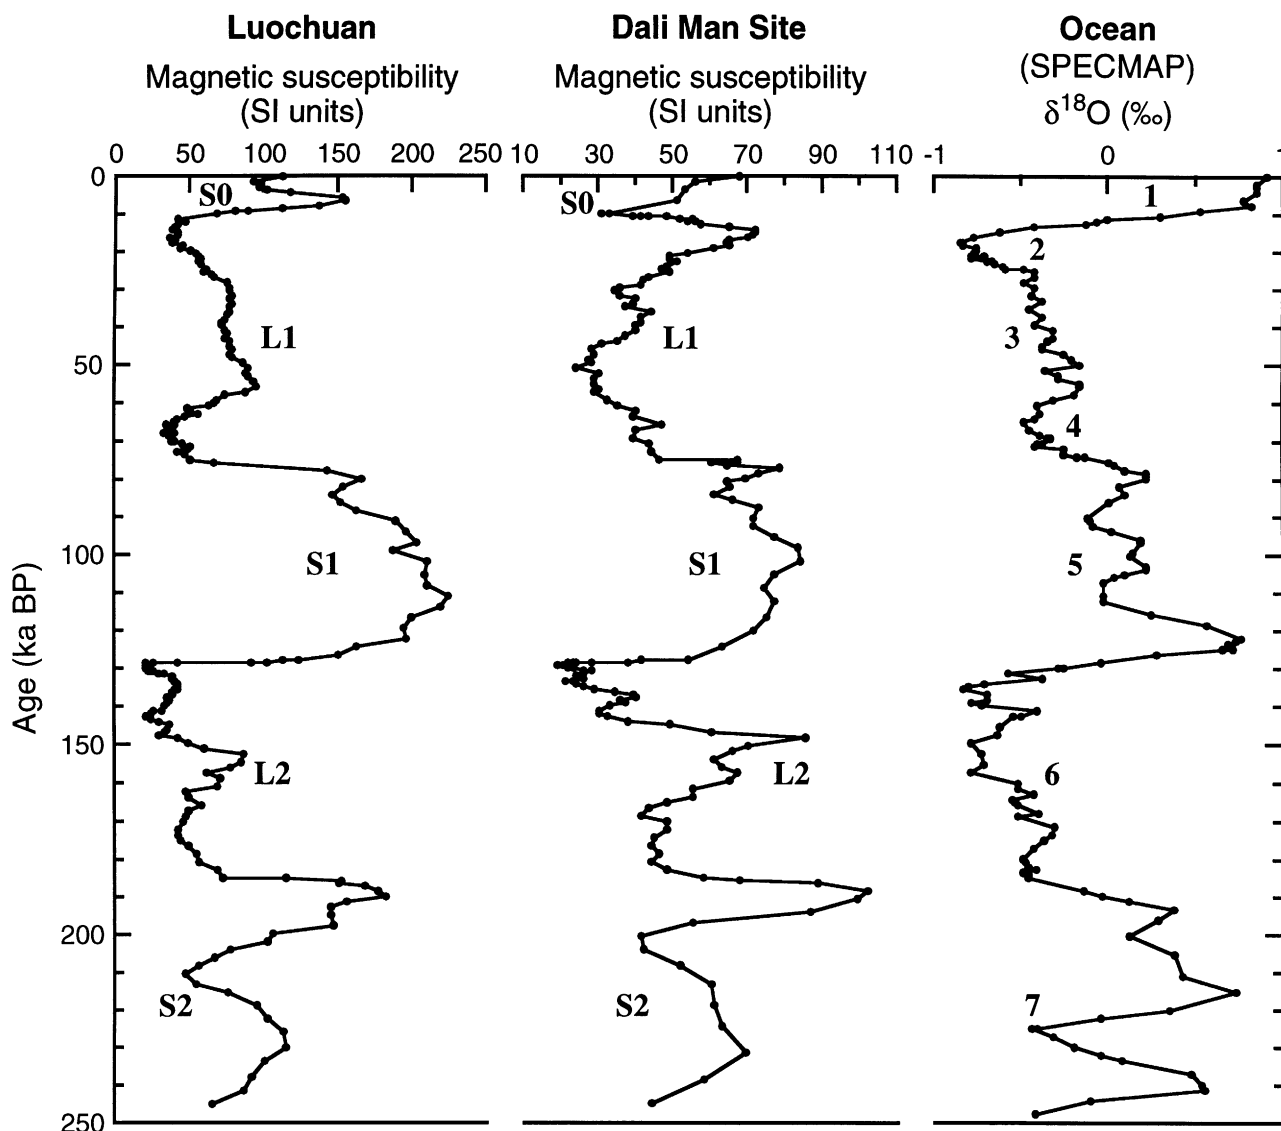 Luochuan
Magnetic susceptibility
(SI units)
Dali Man Site
Magnetic susceptibility
(SI units)
Ocean
(SPECMAP)
δ¹⁸O (‰)
0 50 100 150 200 250
10 30 50 70 90 110
-1 0
Age (ka BP)
0
50
100
150
200
250
S0
L1
S1
L2
S2
S0
L1
S1
L2
S2
1
2
3
4
5
6
7